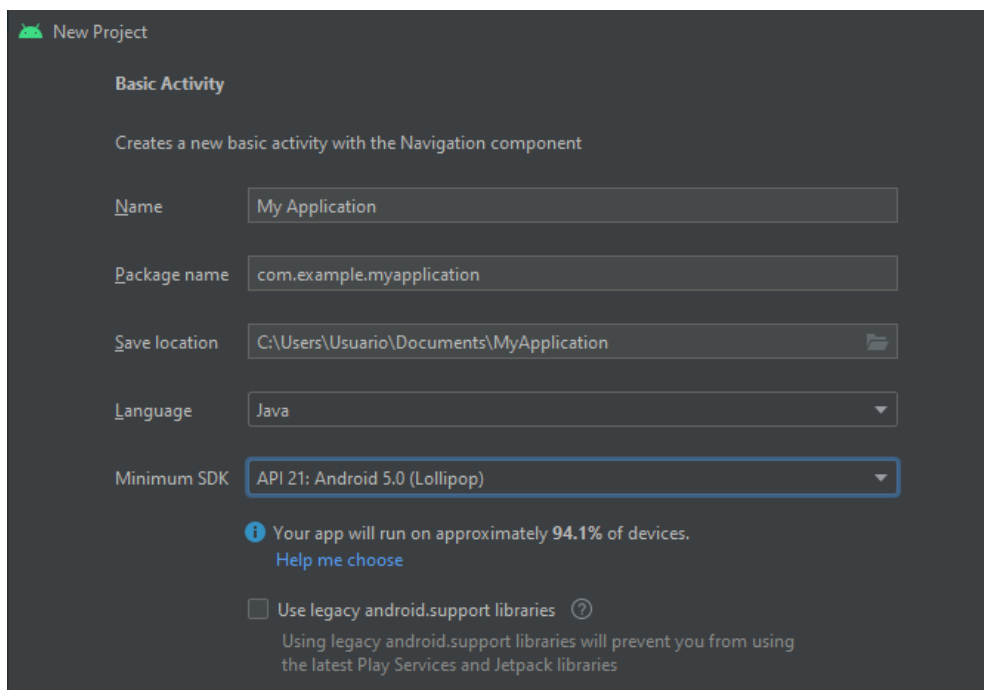 New Project
Basic Activity
Creates a new basic activity with the Navigation component
Name My Application
Package name com.example.myapplication
Save location C:\Users\Usuario\Documents\MyApplication
Language Java
Minimum SDK API 21: Android 5.0 (Lollipop)
i Your app will run on approximately 94.1% of devices.
Help me choose
Use legacy android.support libraries ?
Using legacy android.support libraries will prevent you from using
the latest Play Services and Jetpack libraries